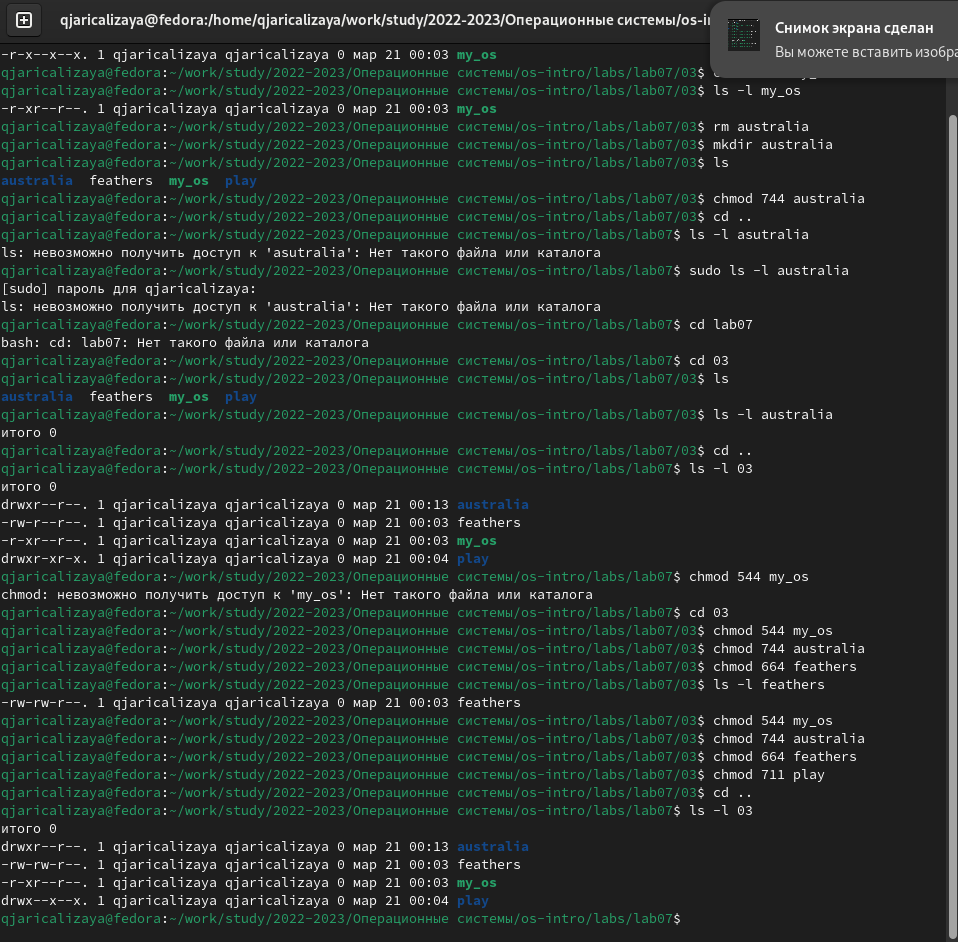 qjaricalizaya@fedora:/home/qjaricalizaya/work/study/2022-2023/Операционные системы/os-i
Снимок экрана сделан
Вы можете вставить изобра
-r-x--x--x. 1 qjaricalizaya qjaricalizaya 0 мар 21 00:03 my_os
qjaricalizaya@fedora:~/work/study/2022-2023/Операционные системы/os-intro/labs/lab07/03$
qjaricalizaya@fedora:~/work/study/2022-2023/Операционные системы/os-intro/labs/lab07/03$ ls -l my_os
-r-xr--r--. 1 qjaricalizaya qjaricalizaya 0 мар 21 00:03 my_os
qjaricalizaya@fedora:~/work/study/2022-2023/Операционные системы/os-intro/labs/lab07/03$ rm australia
qjaricalizaya@fedora:~/work/study/2022-2023/Операционные системы/os-intro/labs/lab07/03$ mkdir australia
qjaricalizaya@fedora:~/work/study/2022-2023/Операционные системы/os-intro/labs/lab07/03$ ls
australia  feathers  my_os  play
qjaricalizaya@fedora:~/work/study/2022-2023/Операционные системы/os-intro/labs/lab07/03$ chmod 744 australia
qjaricalizaya@fedora:~/work/study/2022-2023/Операционные системы/os-intro/labs/lab07/03$ cd ..
qjaricalizaya@fedora:~/work/study/2022-2023/Операционные системы/os-intro/labs/lab07$ ls -l asutralia
ls: невозможно получить доступ к 'asutralia': Нет такого файла или каталога
qjaricalizaya@fedora:~/work/study/2022-2023/Операционные системы/os-intro/labs/lab07$ sudo ls -l australia
[sudo] пароль для qjaricalizaya:
ls: невозможно получить доступ к 'australia': Нет такого файла или каталога
qjaricalizaya@fedora:~/work/study/2022-2023/Операционные системы/os-intro/labs/lab07$ cd lab07
bash: cd: lab07: Нет такого файла или каталога
qjaricalizaya@fedora:~/work/study/2022-2023/Операционные системы/os-intro/labs/lab07$ cd 03
qjaricalizaya@fedora:~/work/study/2022-2023/Операционные системы/os-intro/labs/lab07/03$ ls
australia  feathers  my_os  play
qjaricalizaya@fedora:~/work/study/2022-2023/Операционные системы/os-intro/labs/lab07/03$ ls -l australia
итого 0
qjaricalizaya@fedora:~/work/study/2022-2023/Операционные системы/os-intro/labs/lab07/03$ cd ..
qjaricalizaya@fedora:~/work/study/2022-2023/Операционные системы/os-intro/labs/lab07$ ls -l 03
итого 0
drwxr--r--. 1 qjaricalizaya qjaricalizaya 0 мар 21 00:13 australia
-rw-r--r--. 1 qjaricalizaya qjaricalizaya 0 мар 21 00:03 feathers
-r-xr--r--. 1 qjaricalizaya qjaricalizaya 0 мар 21 00:03 my_os
drwxr-xr-x. 1 qjaricalizaya qjaricalizaya 0 мар 21 00:04 play
qjaricalizaya@fedora:~/work/study/2022-2023/Операционные системы/os-intro/labs/lab07$ chmod 544 my_os
chmod: невозможно получить доступ к 'my_os': Нет такого файла или каталога
qjaricalizaya@fedora:~/work/study/2022-2023/Операционные системы/os-intro/labs/lab07$ cd 03
qjaricalizaya@fedora:~/work/study/2022-2023/Операционные системы/os-intro/labs/lab07/03$ chmod 544 my_os
qjaricalizaya@fedora:~/work/study/2022-2023/Операционные системы/os-intro/labs/lab07/03$ chmod 744 australia
qjaricalizaya@fedora:~/work/study/2022-2023/Операционные системы/os-intro/labs/lab07/03$ chmod 664 feathers
qjaricalizaya@fedora:~/work/study/2022-2023/Операционные системы/os-intro/labs/lab07/03$ ls -l feathers
-rw-rw-r--. 1 qjaricalizaya qjaricalizaya 0 мар 21 00:03 feathers
qjaricalizaya@fedora:~/work/study/2022-2023/Операционные системы/os-intro/labs/lab07/03$ chmod 544 my_os
qjaricalizaya@fedora:~/work/study/2022-2023/Операционные системы/os-intro/labs/lab07/03$ chmod 744 australia
qjaricalizaya@fedora:~/work/study/2022-2023/Операционные системы/os-intro/labs/lab07/03$ chmod 664 feathers
qjaricalizaya@fedora:~/work/study/2022-2023/Операционные системы/os-intro/labs/lab07/03$ chmod 711 play
qjaricalizaya@fedora:~/work/study/2022-2023/Операционные системы/os-intro/labs/lab07/03$ cd ..
qjaricalizaya@fedora:~/work/study/2022-2023/Операционные системы/os-intro/labs/lab07$ ls -l 03
итого 0
drwxr--r--. 1 qjaricalizaya qjaricalizaya 0 мар 21 00:13 australia
-rw-rw-r--. 1 qjaricalizaya qjaricalizaya 0 мар 21 00:03 feathers
-r-xr--r--. 1 qjaricalizaya qjaricalizaya 0 мар 21 00:03 my_os
drwx--x--x. 1 qjaricalizaya qjaricalizaya 0 мар 21 00:04 play
qjaricalizaya@fedora:~/work/study/2022-2023/Операционные системы/os-intro/labs/lab07$